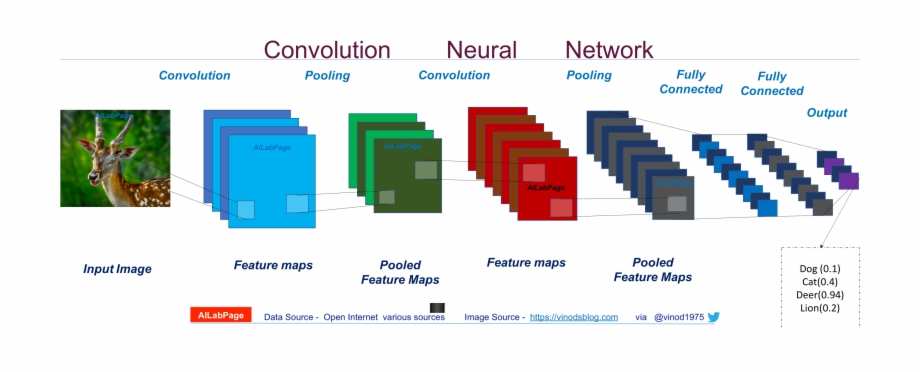 Convolution Neural Network
Convolution Pooling Convolution Pooling Fully Connected Fully Connected Output
AILabPage
AILabPage
AILabPage
AILabPage
Input Image
Feature maps
Pooled
Feature Maps
Feature maps
Pooled
Feature Maps
Dog (0.1)
Cat(0.4)
Deer(0.94)
Lion(0.2)
AILabPage Data Source - Open Internet various sources Image Source - https://vinodsblog.com via @vinod1975